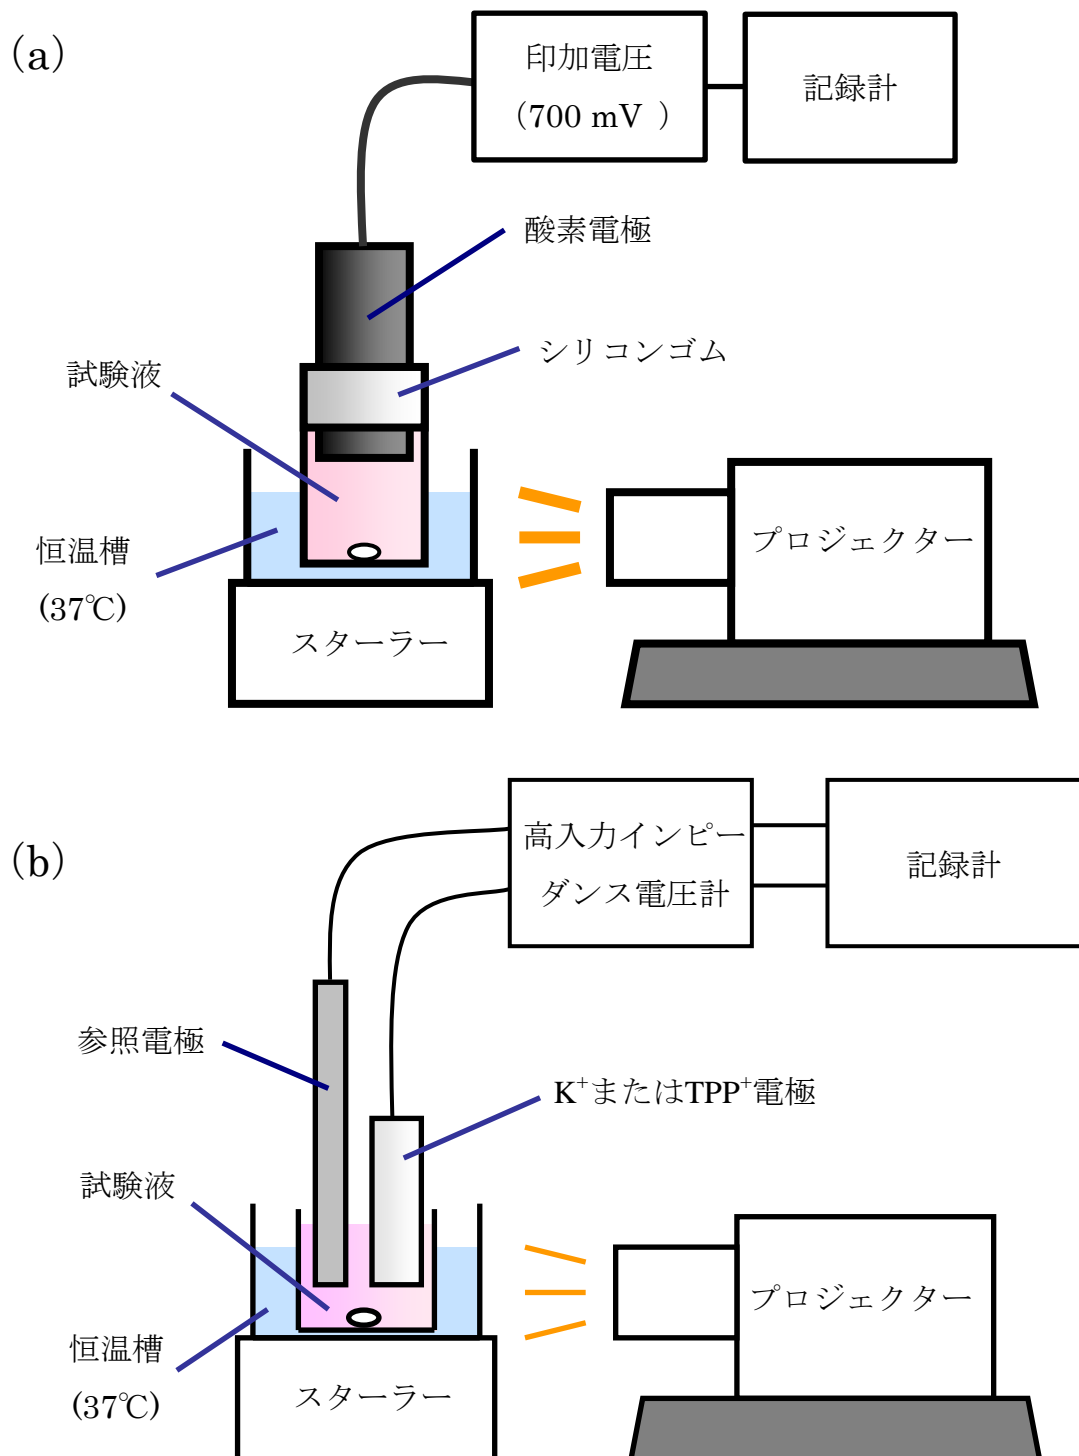 (a)
印加電圧
(700 mV )
記録計
酸素電極
シリコンゴム
試験液
恒温槽
(37℃)
プロジェクター
スターラー
(b)
高入力インピー
ダンス電圧計
記録計
参照電極
K⁺またはTPP⁺電極
試験液
恒温槽
(37℃)
プロジェクター
スターラー